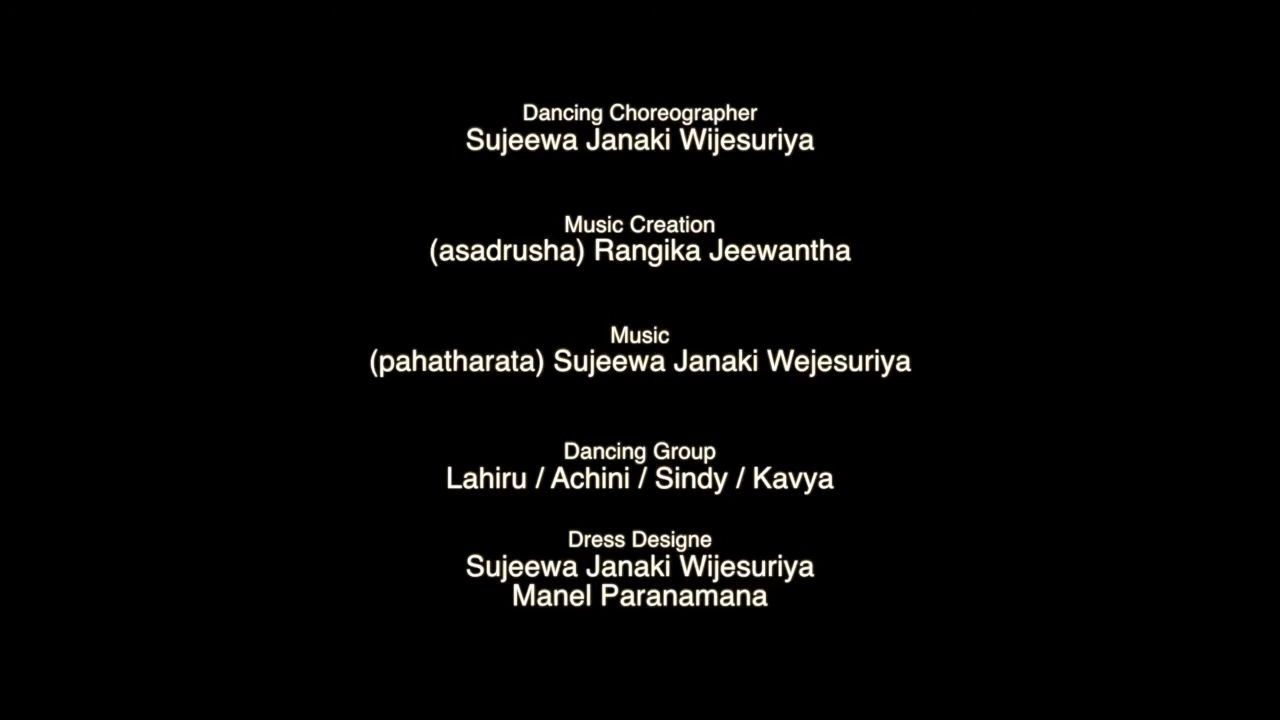 Dancing Choreographer
Sujeewa Janaki Wijesuriya
Music Creation
(asadrusha) Rangika Jeewantha
Music
(pahatharata) Sujeewa Janaki Wejesuriya
Dancing Group
Lahiru / Achini / Sindy / Kavya
Dress Designe
Sujeewa Janaki Wijesuriya
Manel Paranamana